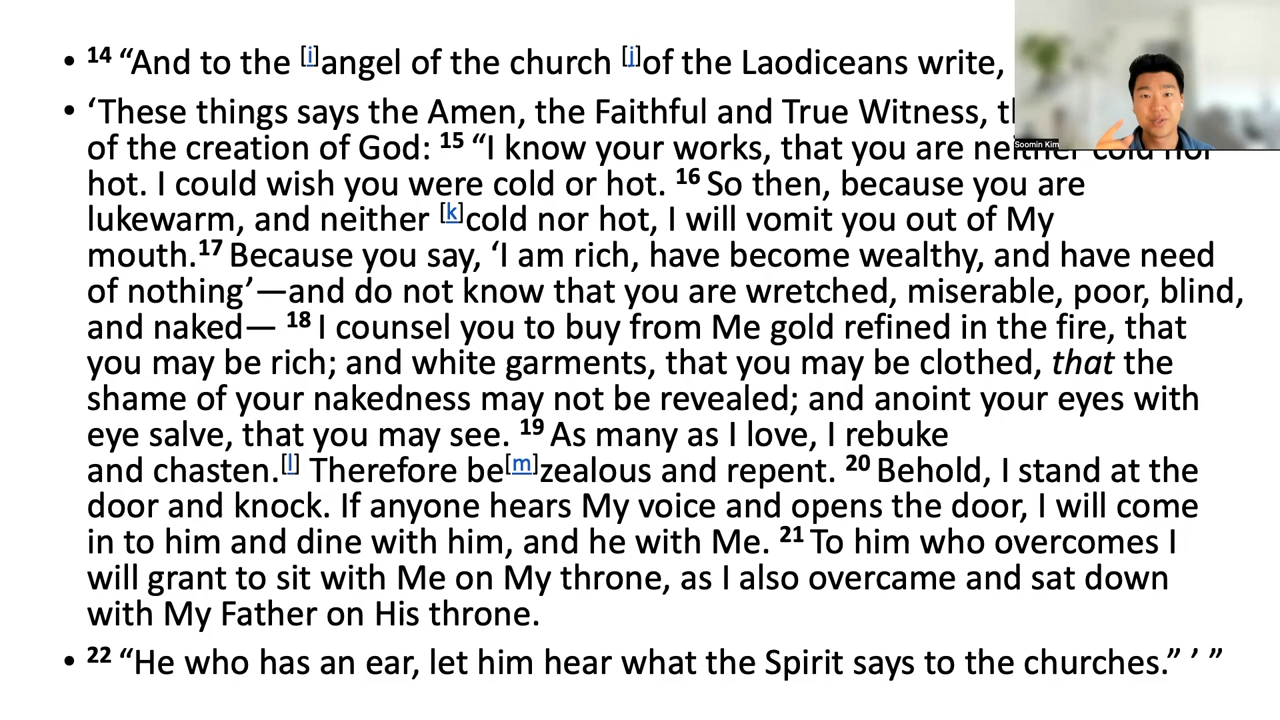 • 14 “And to the [i]angel of the church [j]of the Laodiceans write,
• ‘These things says the Amen, the Faithful and True Witness,
of the creation of God: 15 “I know your works, that you are neither cold nor
hot. I could wish you were cold or hot. 16 So then, because you are
lukewarm, and neither [k]cold nor hot, I will vomit you out of My
mouth.17 Because you say, ‘I am rich, have become wealthy, and have need
of nothing’—and do not know that you are wretched, miserable, poor, blind,
and naked— 18 I counsel you to buy from Me gold refined in the fire, that
you may be rich; and white garments, that you may be clothed, that the
shame of your nakedness may not be revealed; and anoint your eyes with
eye salve, that you may see. 19 As many as I love, I rebuke
and chasten.[l] Therefore be[m]zealous and repent. 20 Behold, I stand at the
door and knock. If anyone hears My voice and opens the door, I will come
in to him and dine with him, and he with Me. 21 To him who overcomes I
will grant to sit with Me on My throne, as I also overcame and sat down
with My Father on His throne.
• 22 “He who has an ear, let him hear what the Spirit says to the churches.” ’ ”
Soomin Kim